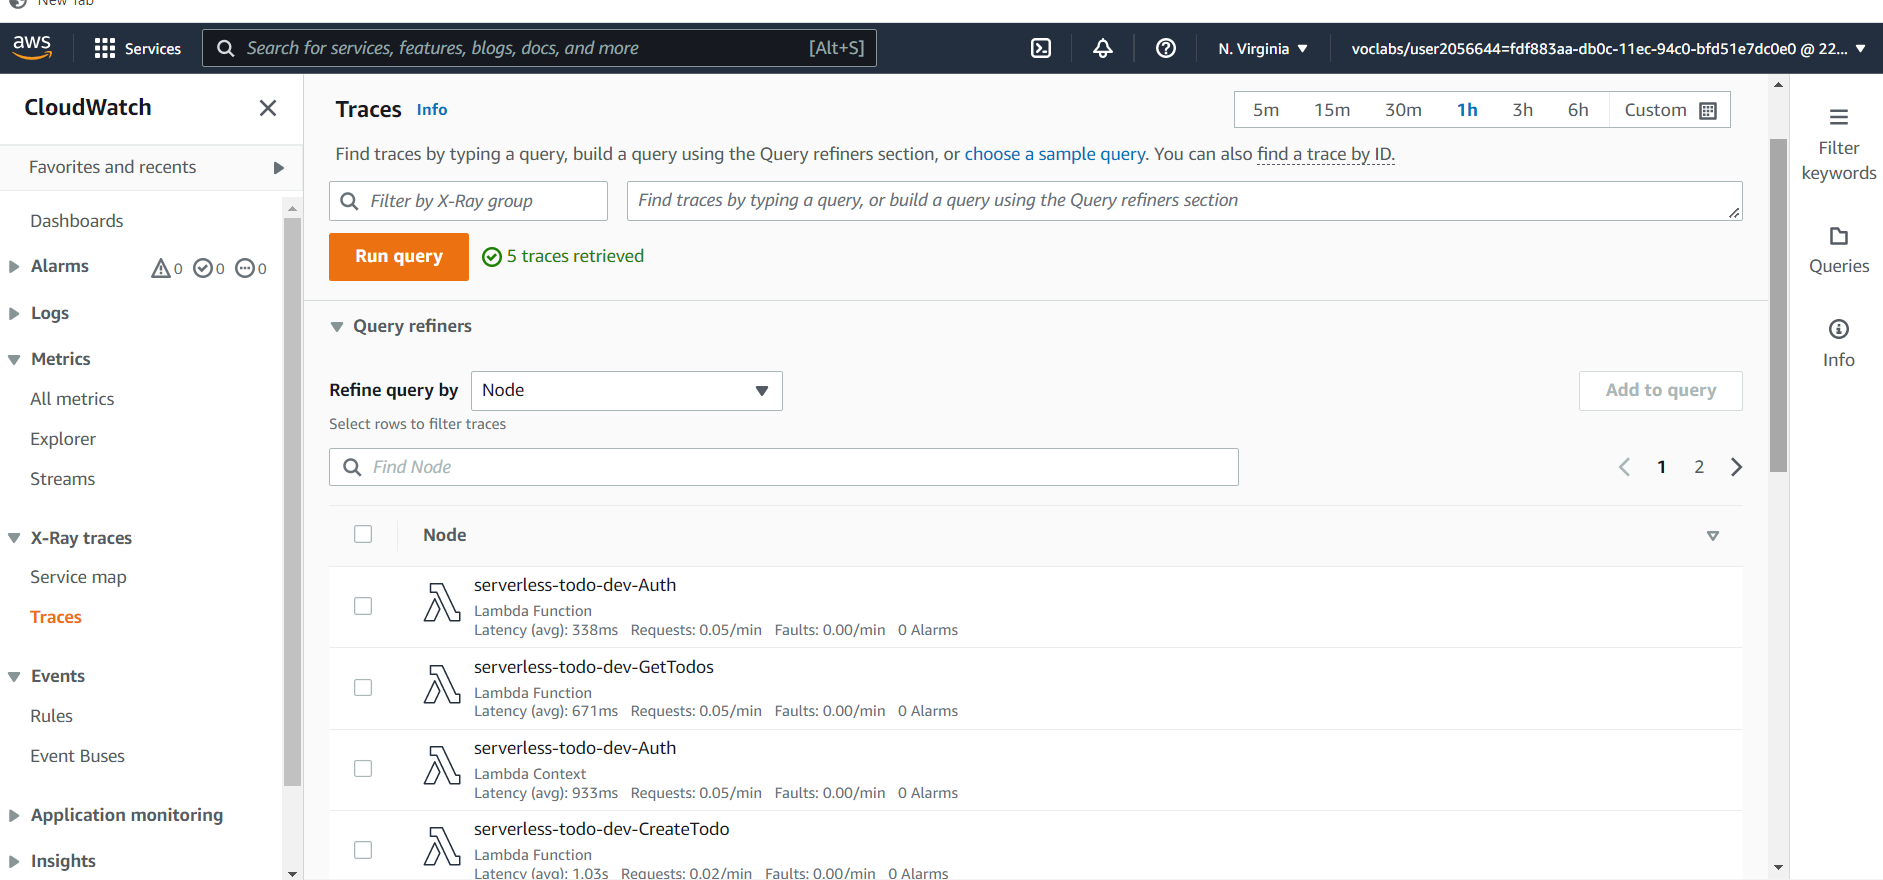 New Tab
aws
Services
Search for services, features, blogs, docs, and more [Alt+S]
N. Virginia
voclabs/user2056644=fdf883aa-db0c-11ec-94c0-bfd51e7dc0e0 @ 22...
CloudWatch
Favorites and recents
Dashboards
Alarms 0 0 0
Logs
Metrics
All metrics
Explorer
Streams
X-Ray traces
Service map
Traces
Events
Rules
Event Buses
Application monitoring
Insights
Traces Info
5m 15m 30m 1h 3h 6h Custom
Find traces by typing a query, build a query using the Query refiners section, or choose a sample query. You can also find a trace by ID.
Filter by X-Ray group
Find traces by typing a query, or build a query using the Query refiners section
Run query
5 traces retrieved
Query refiners
Refine query by Node
Add to query
Select rows to filter traces
Find Node
1 2
Node
serverless-todo-dev-Auth
Lambda Function
Latency (avg): 338ms Requests: 0.05/min Faults: 0.00/min 0 Alarms
serverless-todo-dev-GetTodos
Lambda Function
Latency (avg): 671ms Requests: 0.05/min Faults: 0.00/min 0 Alarms
serverless-todo-dev-Auth
Lambda Context
Latency (avg): 933ms Requests: 0.05/min Faults: 0.00/min 0 Alarms
serverless-todo-dev-CreateTodo
Lambda Function
Latency (avg): 1.03s Requests: 0.02/min Faults: 0.00/min 0 Alarms
Filter
keywords
Queries
Info